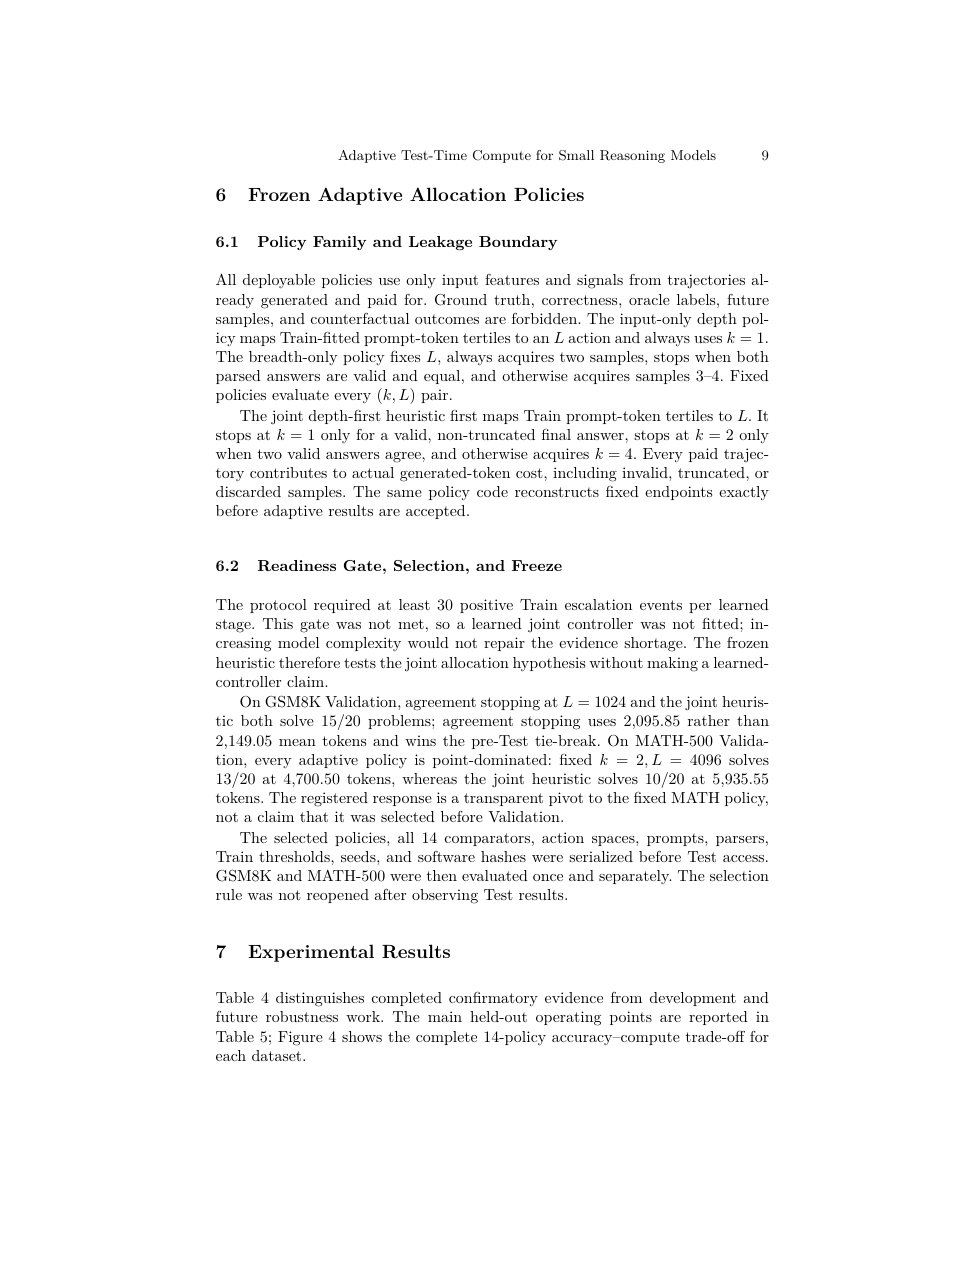 Adaptive Test-Time Compute for Small Reasoning Models 9
6 Frozen Adaptive Allocation Policies
6.1 Policy Family and Leakage Boundary
All deployable policies use only input features and signals from trajectories al-
ready generated and paid for. Ground truth, correctness, oracle labels, future
samples, and counterfactual outcomes are forbidden. The input-only depth pol-
icy maps Train-fitted prompt-token tertiles to an L action and always uses k = 1.
The breadth-only policy fixes L, always acquires two samples, stops when both
parsed answers are valid and equal, and otherwise acquires samples 3–4. Fixed
policies evaluate every (k, L) pair.
The joint depth-first heuristic first maps Train prompt-token tertiles to L. It
stops at k = 1 only for a valid, non-truncated final answer, stops at k = 2 only
when two valid answers agree, and otherwise acquires k = 4. Every paid trajec-
tory contributes to actual generated-token cost, including invalid, truncated, or
discarded samples. The same policy code reconstructs fixed endpoints exactly
before adaptive results are accepted.
6.2 Readiness Gate, Selection, and Freeze
The protocol required at least 30 positive Train escalation events per learned
stage. This gate was not met, so a learned joint controller was not fitted; in-
creasing model complexity would not repair the evidence shortage. The frozen
heuristic therefore tests the joint allocation hypothesis without making a learned-
controller claim.
On GSM8K Validation, agreement stopping at L = 1024 and the joint heuris-
tic both solve 15/20 problems; agreement stopping uses 2,095.85 rather than
2,149.05 mean tokens and wins the pre-Test tie-break. On MATH-500 Valida-
tion, every adaptive policy is point-dominated: fixed k = 2, L = 4096 solves
13/20 at 4,700.50 tokens, whereas the joint heuristic solves 10/20 at 5,935.55
tokens. The registered response is a transparent pivot to the fixed MATH policy,
not a claim that it was selected before Validation.
The selected policies, all 14 comparators, action spaces, prompts, parsers,
Train thresholds, seeds, and software hashes were serialized before Test access.
GSM8K and MATH-500 were then evaluated once and separately. The selection
rule was not reopened after observing Test results.
7 Experimental Results
Table 4 distinguishes completed confirmatory evidence from development and
future robustness work. The main held-out operating points are reported in
Table 5; Figure 4 shows the complete 14-policy accuracy–compute trade-off for
each dataset.